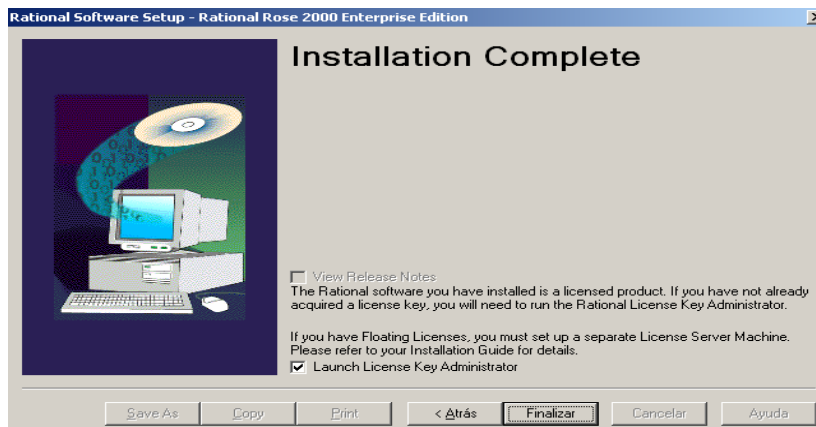 Rational Software Setup - Rational Rose 2000 Enterprise Edition
Installation Complete
View Release Notes
The Rational software you have installed is a licensed product. If you have not already
acquired a license key, you will need to run the Rational License Key Administrator.
If you have Floating Licenses, you must set up a separate License Server Machine.
Please refer to your Installation Guide for details.
Launch License Key Administrator
Save As Copy Print < Atrás Finalizar Cancelar Ayuda